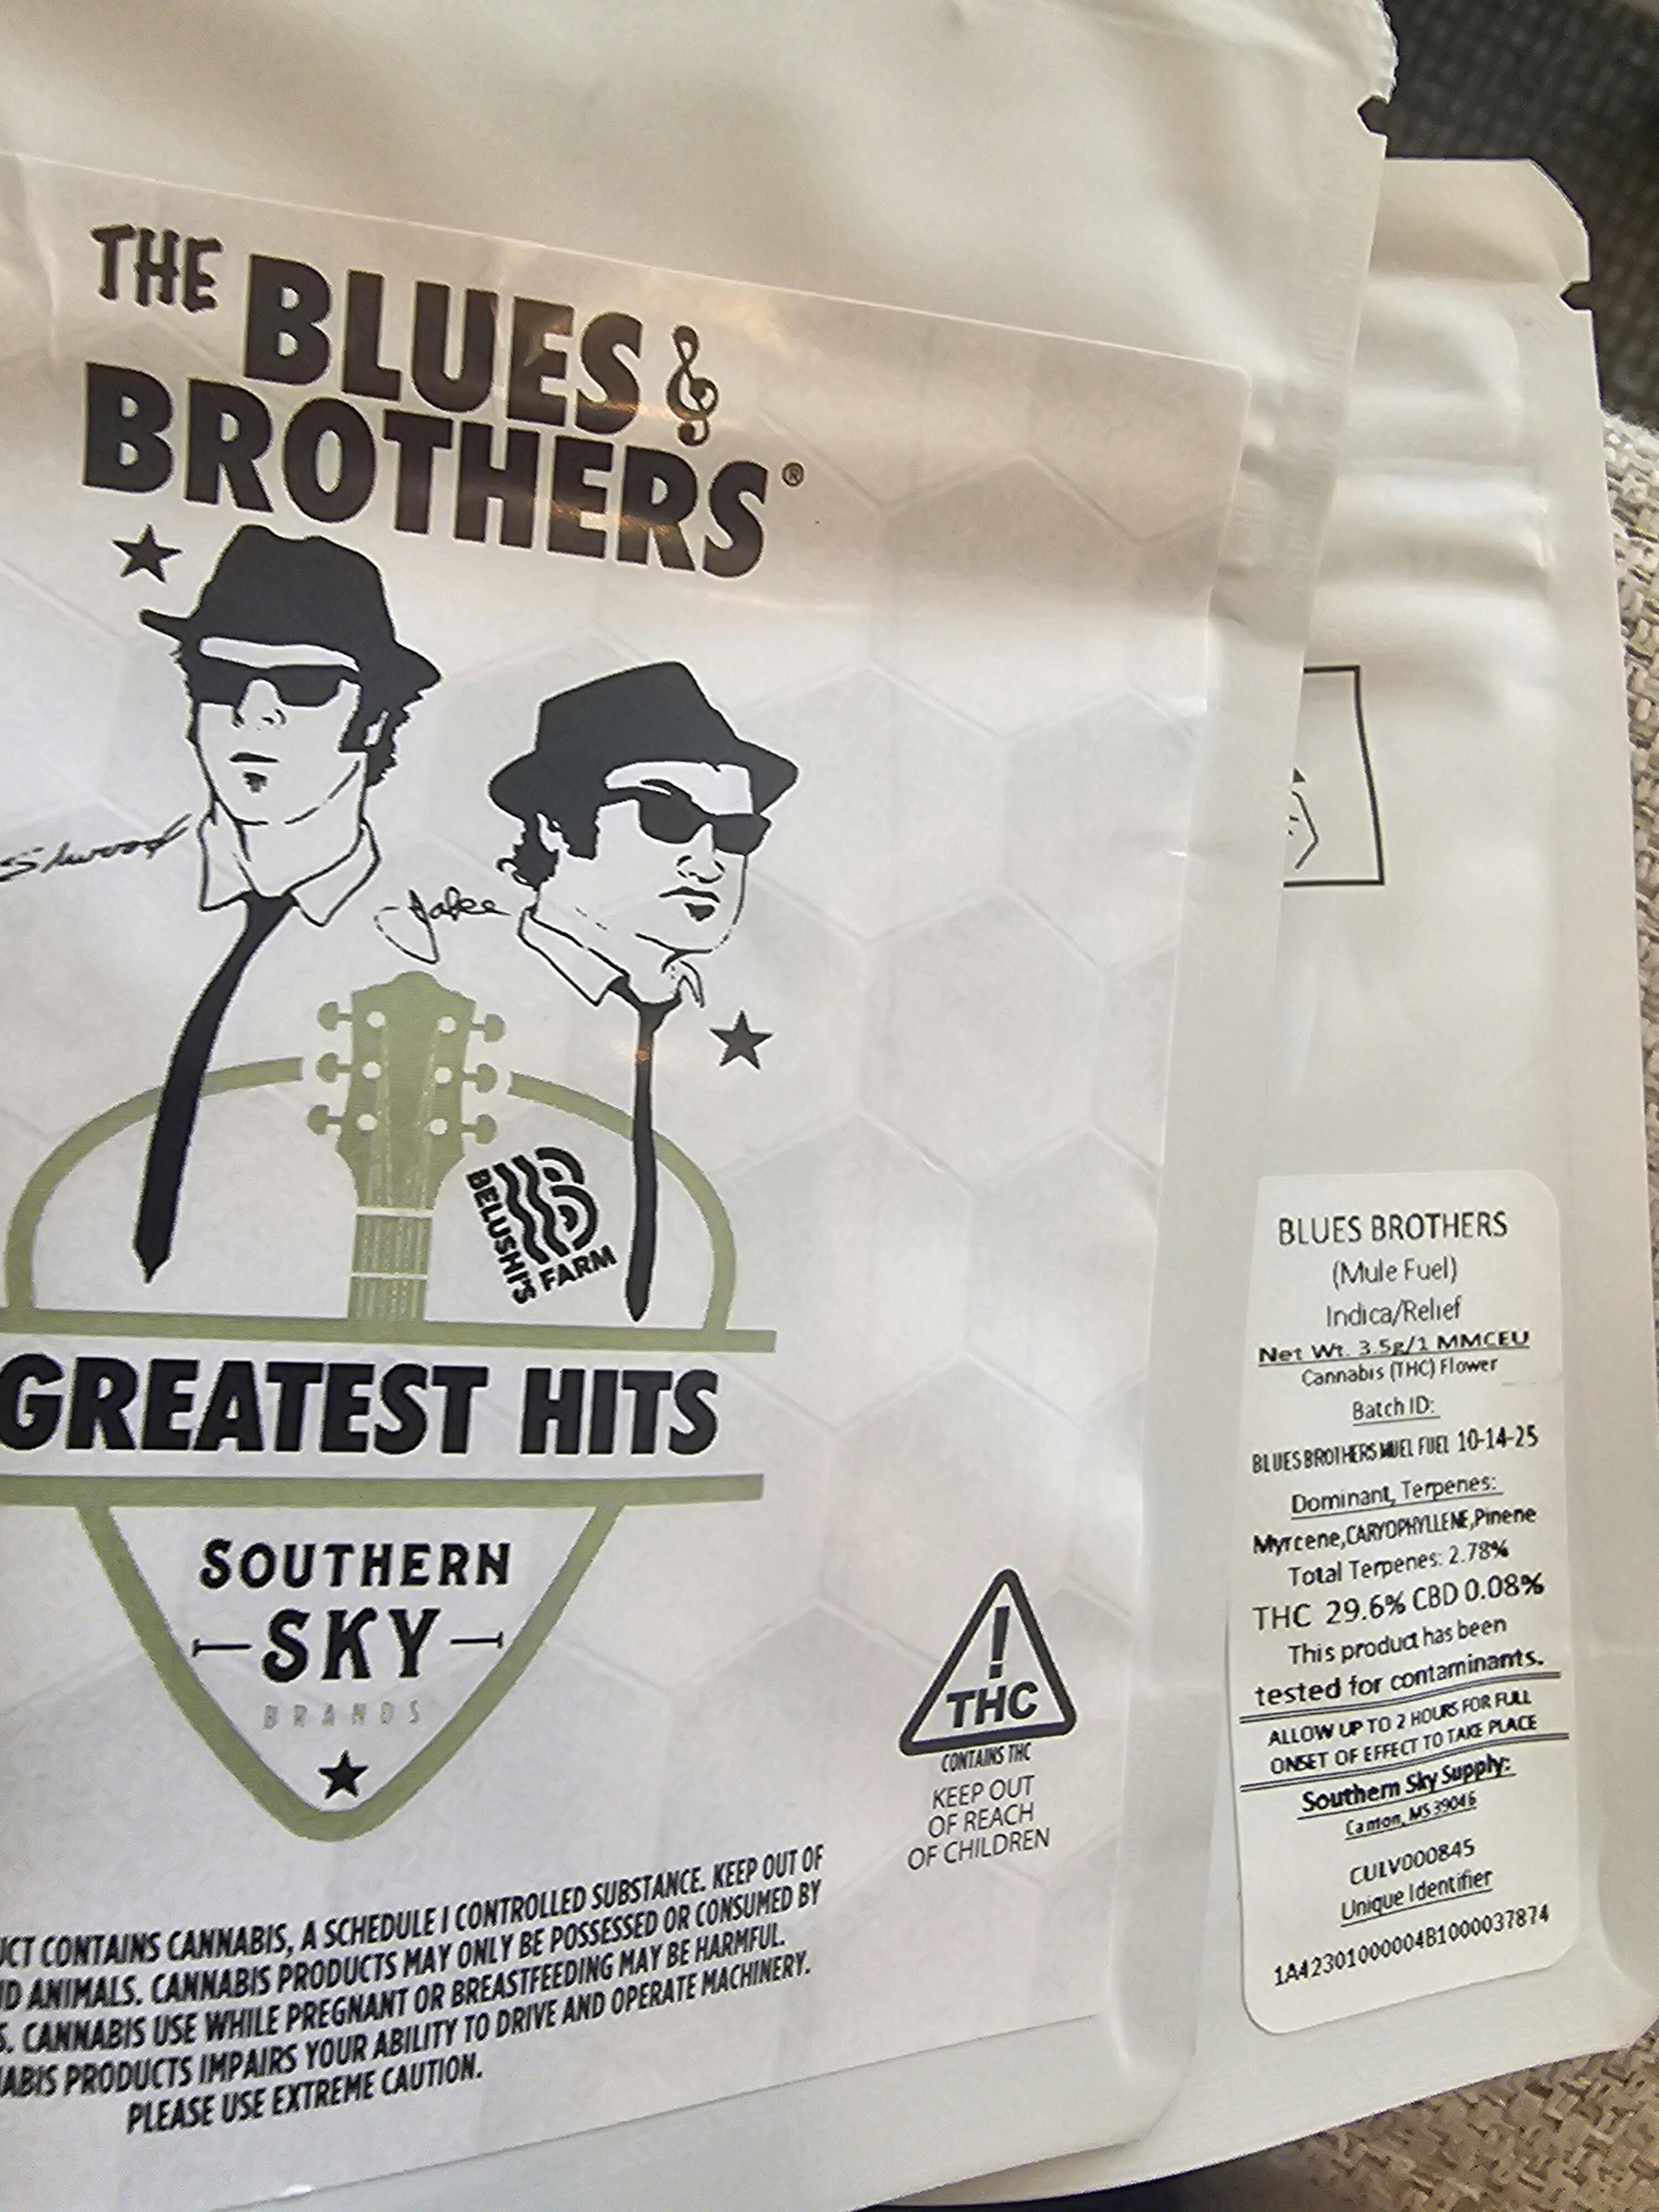 THE BLUES
BROTHERS®
Elwood
Jake
BELUSHI'S FARM
GREATEST HITS
SOUTHERN
SKY
BRANDS
!
THC
CONTAINS THC
KEEP OUT
OF REACH
OF CHILDREN
CONTAINS CANNABIS, A SCHEDULE I CONTROLLED SUBSTANCE. KEEP OUT OF
ANIMALS. CANNABIS PRODUCTS MAY ONLY BE POSSESSED OR CONSUMED BY
CANNABIS USE WHILE PREGNANT OR BREASTFEEDING MAY BE HARMFUL.
PRODUCTS IMPAIRS YOUR ABILITY TO DRIVE AND OPERATE MACHINERY.
PLEASE USE EXTREME CAUTION.
BLUES BROTHERS
(Mule Fuel)
Indica/Relief
Net Wt. 3.5g/1 MMCEU
Cannabis (THC) Flower
Batch ID:
BLUES BROTHERS MUEL FUEL 10-14-25
Dominant, Terpenes:
Myrcene,CARYOPHYLLENE,Pinene
Total Terpenes: 2.78%
THC 29.6% CBD 0.08%
This product has been
tested for contaminants.
ALLOW UP TO 2 HOURS FOR FULL
ONSET OF EFFECT TO TAKE PLACE
Southern Sky Supply:
Canton, MS 39046
CULV000845
Unique Identifier
1A42301000004B1000037874